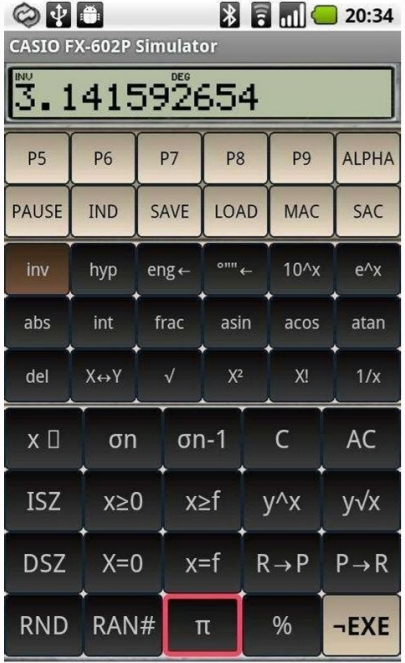 20:34
CASIO FX-602P Simulator
INV DEG
3.141592654
P5 P6 P7 P8 P9 ALPHA
PAUSE IND SAVE LOAD MAC SAC
inv hyp eng← °""← 10^x e^x
abs int frac asin acos atan
del X↔Y √ X² X! 1/x
x σn σn-1 C AC
ISZ x≥0 x≥f y^x y√x
DSZ X=0 x=f R→P P→R
RND RAN# π % ¬EXE